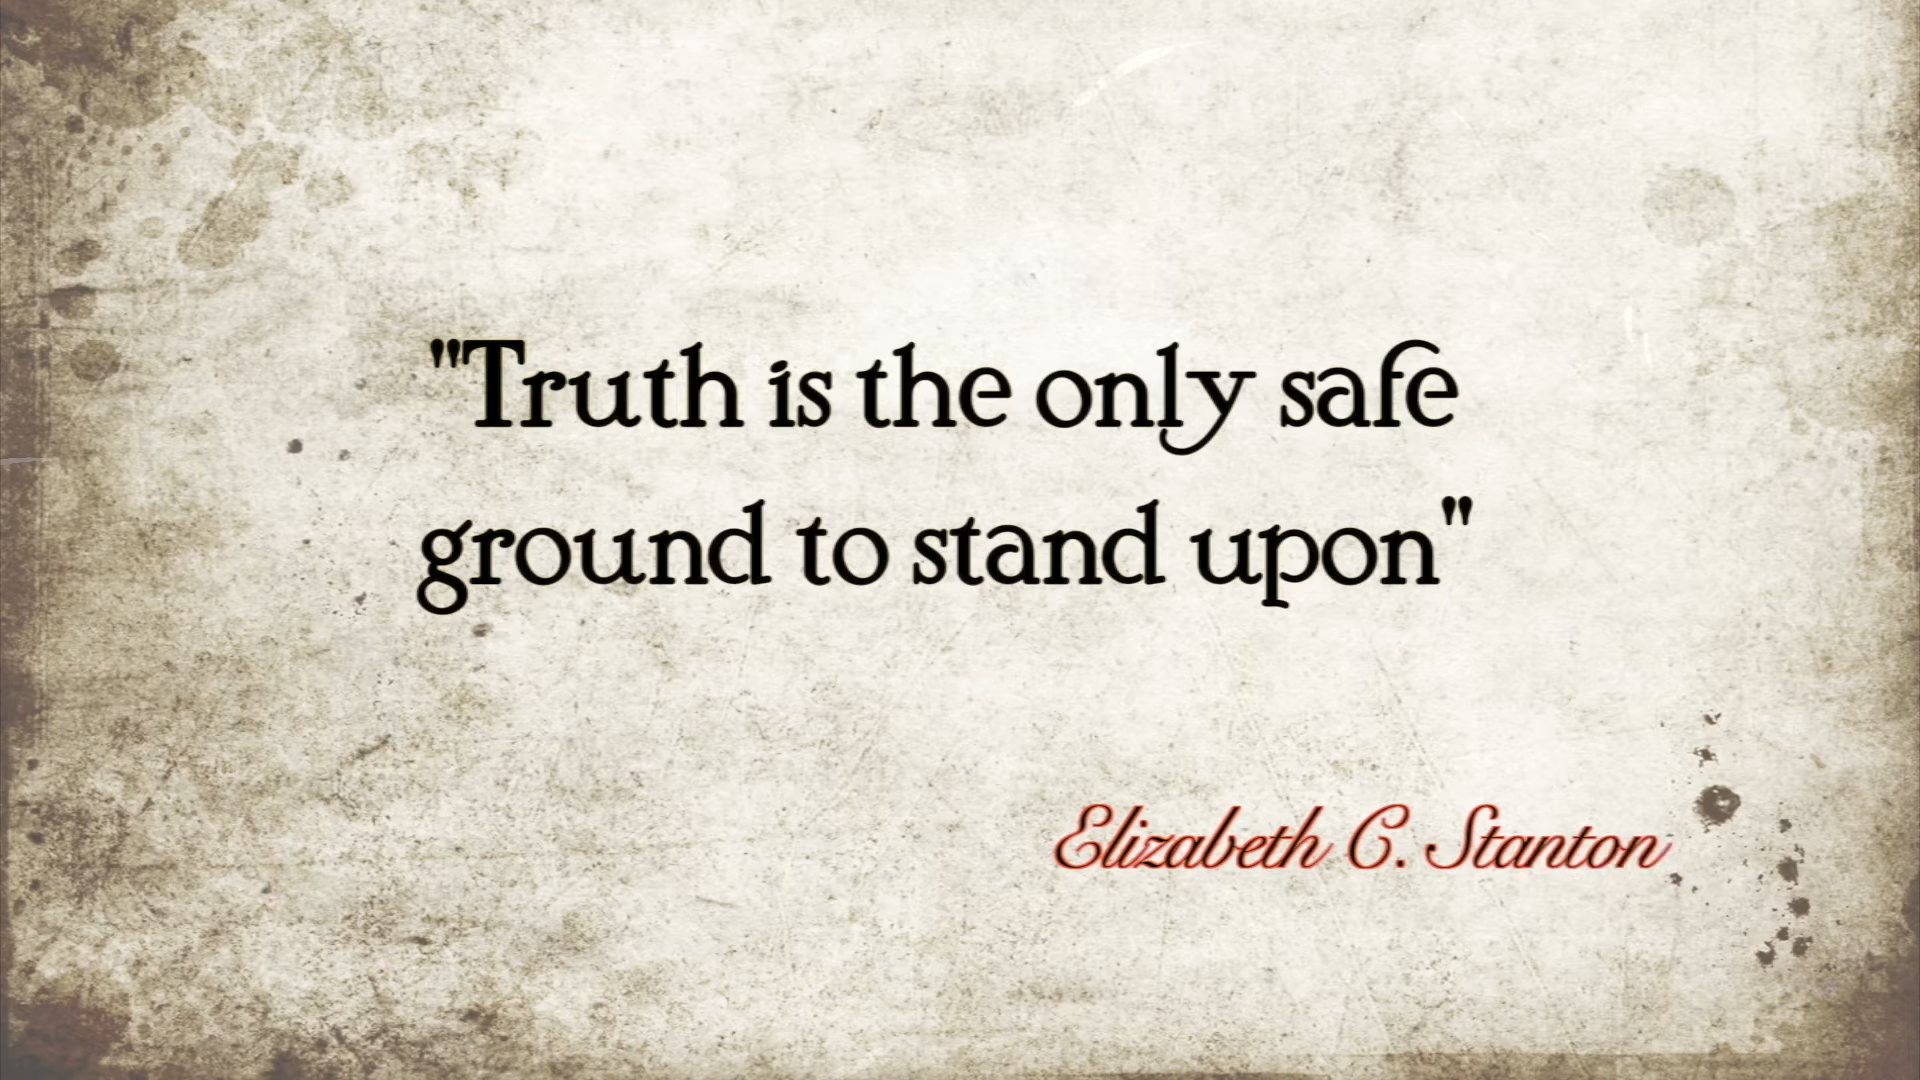 "Truth is the only safe
ground to stand upon"
Elizabeth C. Stanton